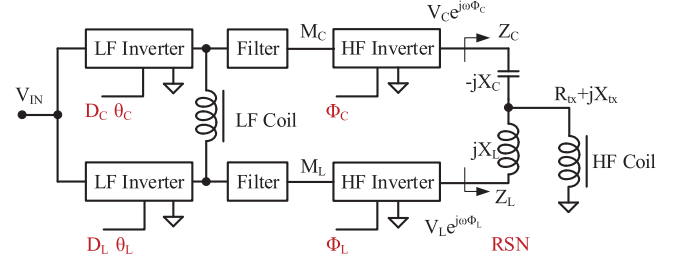 V_C e^{jωΦ_C} Z_C
LF Inverter Filter M_C HF Inverter
-jX_C
V_IN D_C θ_C Φ_C R_tx+jX_tx
LF Coil
jX_L HF Coil
LF Inverter Filter M_L HF Inverter
Z_L
D_L θ_L Φ_L V_L e^{jωΦ_L} RSN